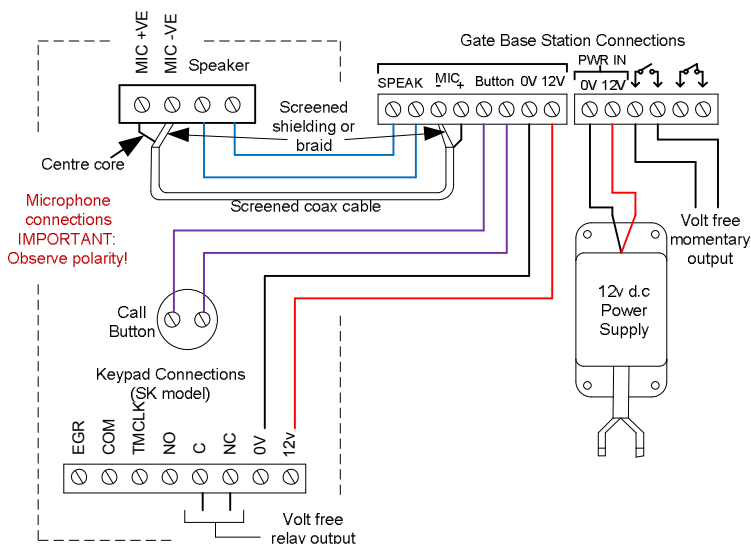 Gate Base Station Connections
MIC +VE
MIC -VE
Speaker
SPEAK
MIC
- +
Button
0V
12V
PWR IN
0V
12V
Screened
shielding or
braid
Centre core
Screened coax cable
Microphone
connections
IMPORTANT:
Observe polarity!
Volt free
momentary
output
12v d.c
Power
Supply
Call
Button
Keypad Connections
(SK model)
EGR
COM
TMCLK
NO
C
NC
0V
12v
Volt free
relay output